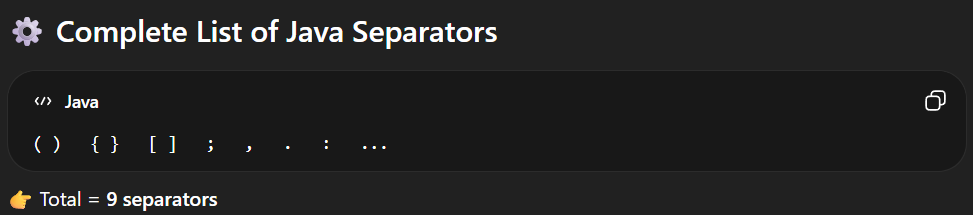 ⚙️ Complete List of Java Separators
</> Java
( ) { } [ ] ; , . : ...
👉 Total = 9 separators